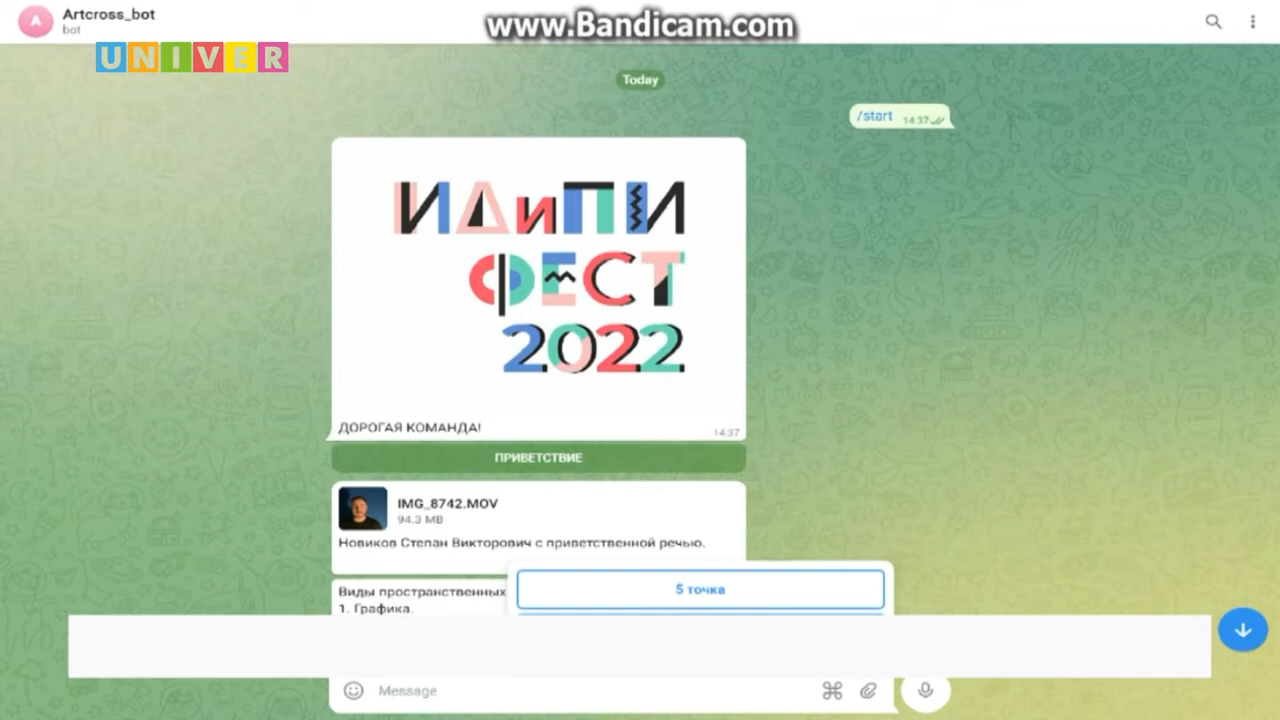 Artcross_bot
bot
www.Bandicam.com
UNIVER
Today
/start 14:37
ИДиПИ
ФЕСТ
2022
ДОРОГАЯ КОМАНДА!
14:37
ПРИВЕТСТВИЕ
IMG_8742.MOV
94.3 MB
Новиков Степан Викторович с приветственной речью.
Виды пространственных
1. Графика.
5 точка
Message